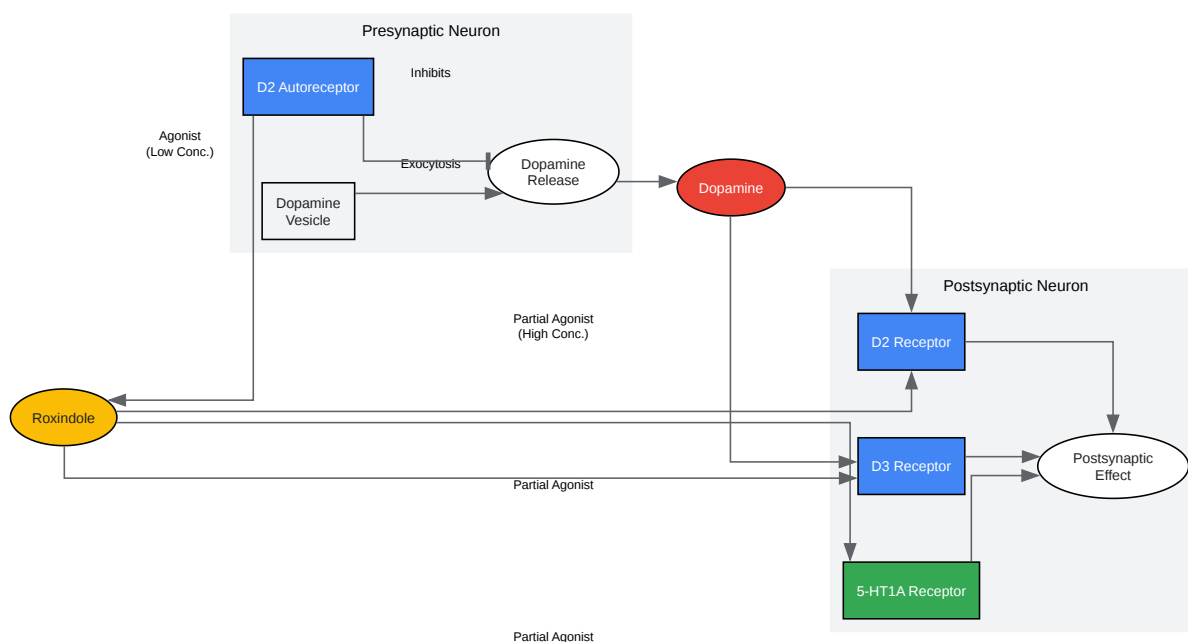 Presynaptic Neuron
Inhibits
D2 Autoreceptor
Agonist
(Low Conc.)
Exocytosis
Dopamine
Release
Dopamine
Dopamine
Vesicle
Postsynaptic Neuron
Partial Agonist
(High Conc.)
D2 Receptor
Roxindole
D3 Receptor
Postsynaptic
Effect
Partial Agonist
5-HT1A Receptor
Partial Agonist